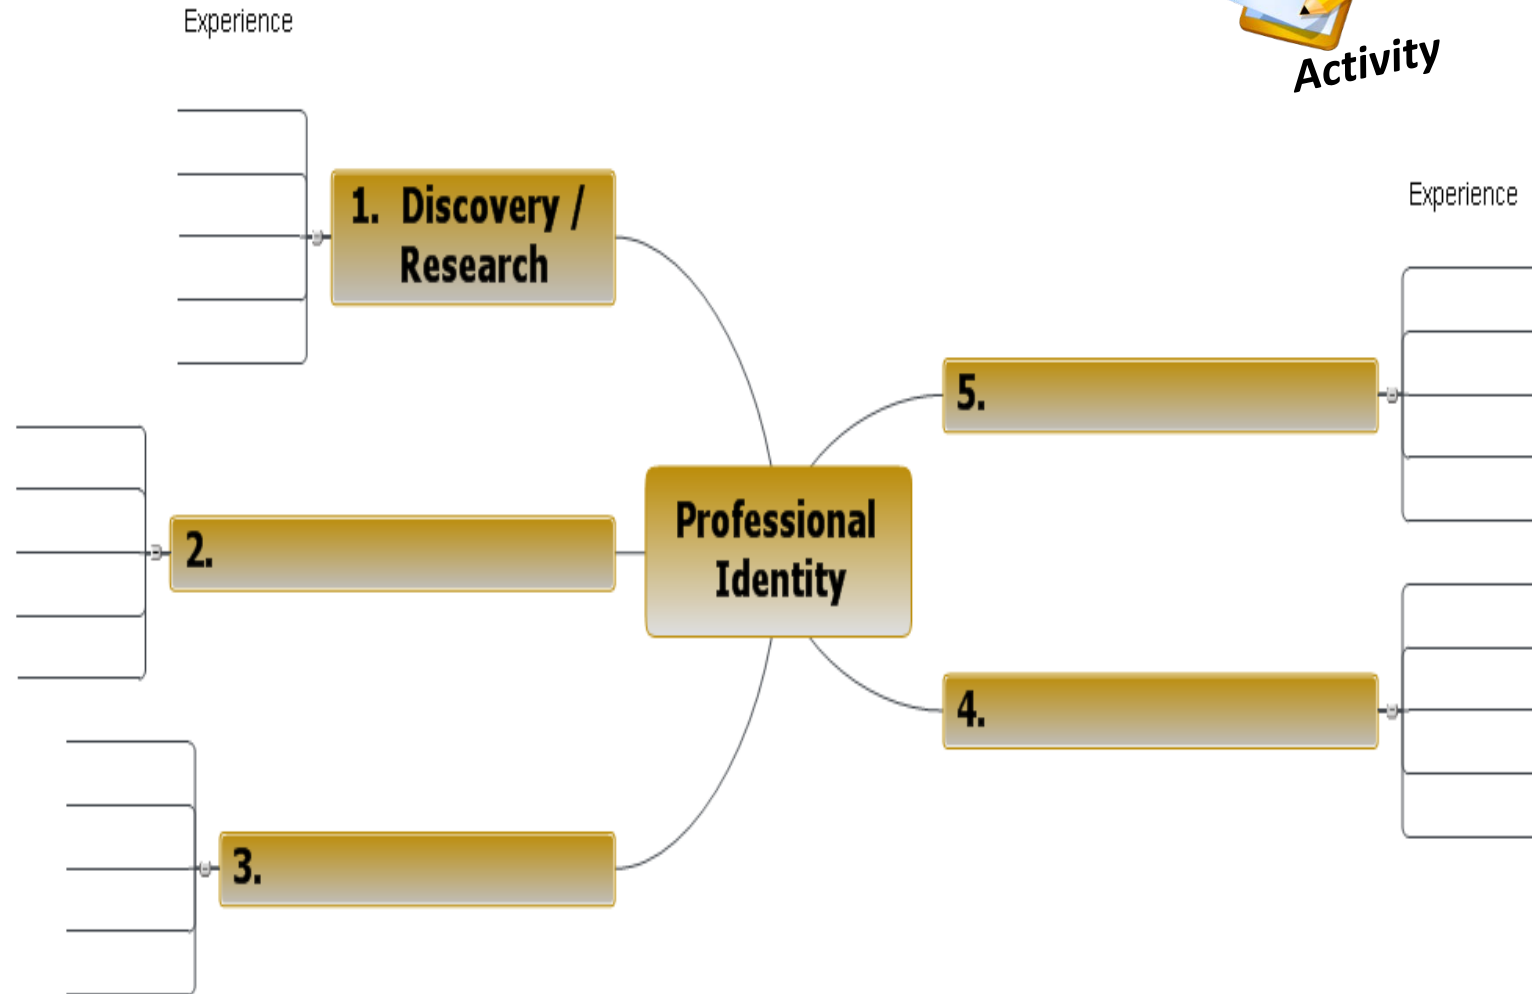 Experience
Activity
1. Discovery /
Research
Experience
5.
Professional
Identity
2.
4.
3.